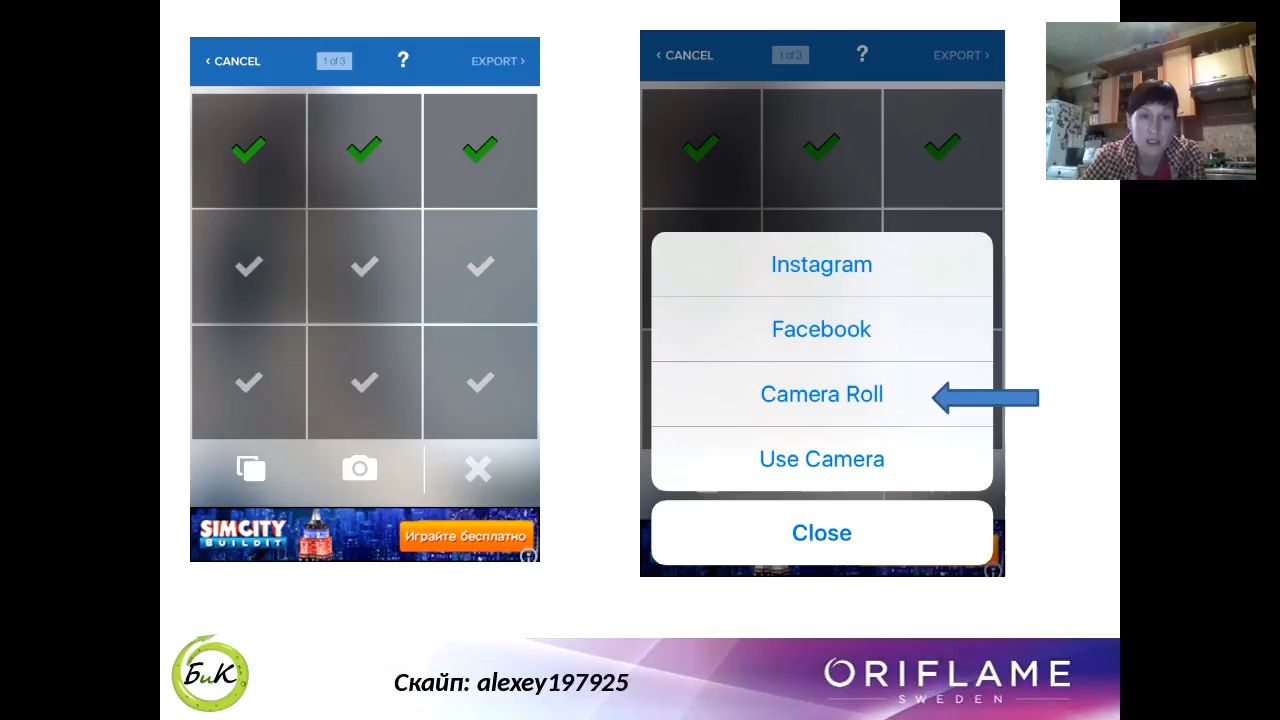 ‹ CANCEL
1 of 3
?
EXPORT ›
SIMCITY
BUILDIT
Играйте бесплатно
‹ CANCEL
1 of 3
?
EXPORT ›
Instagram
Facebook
Camera Roll
Use Camera
Close
БиК
Скайп: alexey197925
ORIFLAME
SWEDEN